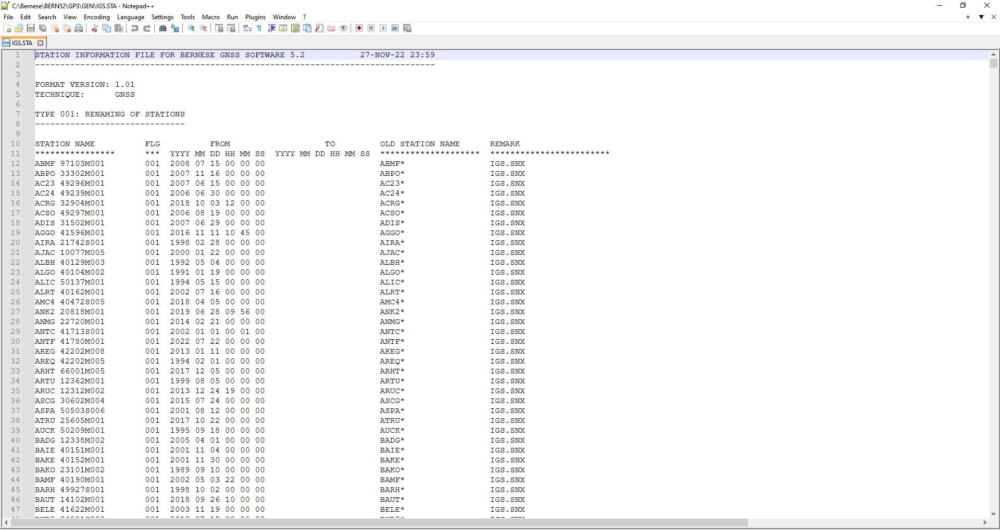 C:\Bernese\BERN52\GPS\GEN\IGS.STA - Notepad++
File Edit Search View Encoding Language Settings Tools Macro Run Plugins Window ?
IGS.STA
1 STATION INFORMATION FILE FOR BERNESE GNSS SOFTWARE 5.2 27-NOV-22 23:59
2 --------------------------------------------------------------------------------
3
4 FORMAT VERSION: 1.01
5 TECHNIQUE: GNSS
6
7 TYPE 001: RENAMING OF STATIONS
8 ------------------------------
9
10 STATION NAME FLG FROM TO OLD STATION NAME REMARK
11 **************** *** YYYY MM DD HH MM SS YYYY MM DD HH MM SS ******************** ************************
12 ABMF 97103M001 001 2008 07 15 00 00 00 ABMF* IGS.SNX
13 ABPO 33302M001 001 2007 11 16 00 00 00 ABPO* IGS.SNX
14 AC23 49296M001 001 2007 06 15 00 00 00 AC23* IGS.SNX
15 AC24 49239M001 001 2006 06 30 00 00 00 AC24* IGS.SNX
16 ACRG 32904M001 001 2018 10 03 12 00 00 ACRG* IGS.SNX
17 ACSO 49297M001 001 2006 08 19 00 00 00 ACSO* IGS.SNX
18 ADIS 31502M001 001 2007 06 29 00 00 00 ADIS* IGS.SNX
19 AGGO 41596M001 001 2016 11 11 10 45 00 AGGO* IGS.SNX
20 AIRA 21742S001 001 1998 02 28 00 00 00 AIRA* IGS.SNX
21 AJAC 10077M005 001 2000 01 22 00 00 00 AJAC* IGS.SNX
22 ALBH 40129M003 001 1992 05 04 00 00 00 ALBH* IGS.SNX
23 ALGO 40104M002 001 1991 01 19 00 00 00 ALGO* IGS.SNX
24 ALIC 50137M001 001 1994 05 15 00 00 00 ALIC* IGS.SNX
25 ALRT 40162M001 001 2002 07 16 00 00 00 ALRT* IGS.SNX
26 AMC4 40472S005 001 2018 04 05 00 00 00 AMC4* IGS.SNX
27 ANK2 20818M001 001 2019 06 28 09 56 00 ANK2* IGS.SNX
28 ANMG 22720M001 001 2014 02 21 00 00 00 ANMG* IGS.SNX
29 ANTC 41713S001 001 2002 01 01 00 01 00 ANTC* IGS.SNX
30 ANTF 41780M001 001 2022 07 22 00 00 00 ANTF* IGS.SNX
31 AREG 42202M008 001 2013 01 11 00 00 00 AREG* IGS.SNX
32 AREQ 42202M005 001 1994 02 01 00 00 00 AREQ* IGS.SNX
33 ARHT 66001M005 001 2017 12 05 00 00 00 ARHT* IGS.SNX
34 ARTU 12362M001 001 1999 08 05 00 00 00 ARTU* IGS.SNX
35 ARUC 12312M002 001 2013 12 24 19 00 00 ARUC* IGS.SNX
36 ASCG 30602M004 001 2015 07 24 00 00 00 ASCG* IGS.SNX
37 ASPA 50503S006 001 2001 08 12 00 00 00 ASPA* IGS.SNX
38 ATRU 25605M001 001 2017 10 22 00 00 00 ATRU* IGS.SNX
39 AUCK 50209M001 001 1995 09 18 00 00 00 AUCK* IGS.SNX
40 BADG 12338M002 001 2005 04 01 00 00 00 BADG* IGS.SNX
41 BAIE 40151M001 001 2001 11 04 00 00 00 BAIE* IGS.SNX
42 BAKE 40152M001 001 2001 11 30 00 00 00 BAKE* IGS.SNX
43 BAKO 23101M002 001 1989 09 10 00 00 00 BAKO* IGS.SNX
44 BAMF 40190M001 001 2002 05 03 22 00 00 BAMF* IGS.SNX
45 BARH 49927S001 001 1998 10 02 00 00 00 BARH* IGS.SNX
46 BAUT 14102M001 001 2018 09 26 10 00 00 BAUT* IGS.SNX
47 BELE 41622M001 001 2003 11 19 00 00 00 BELE* IGS.SNX